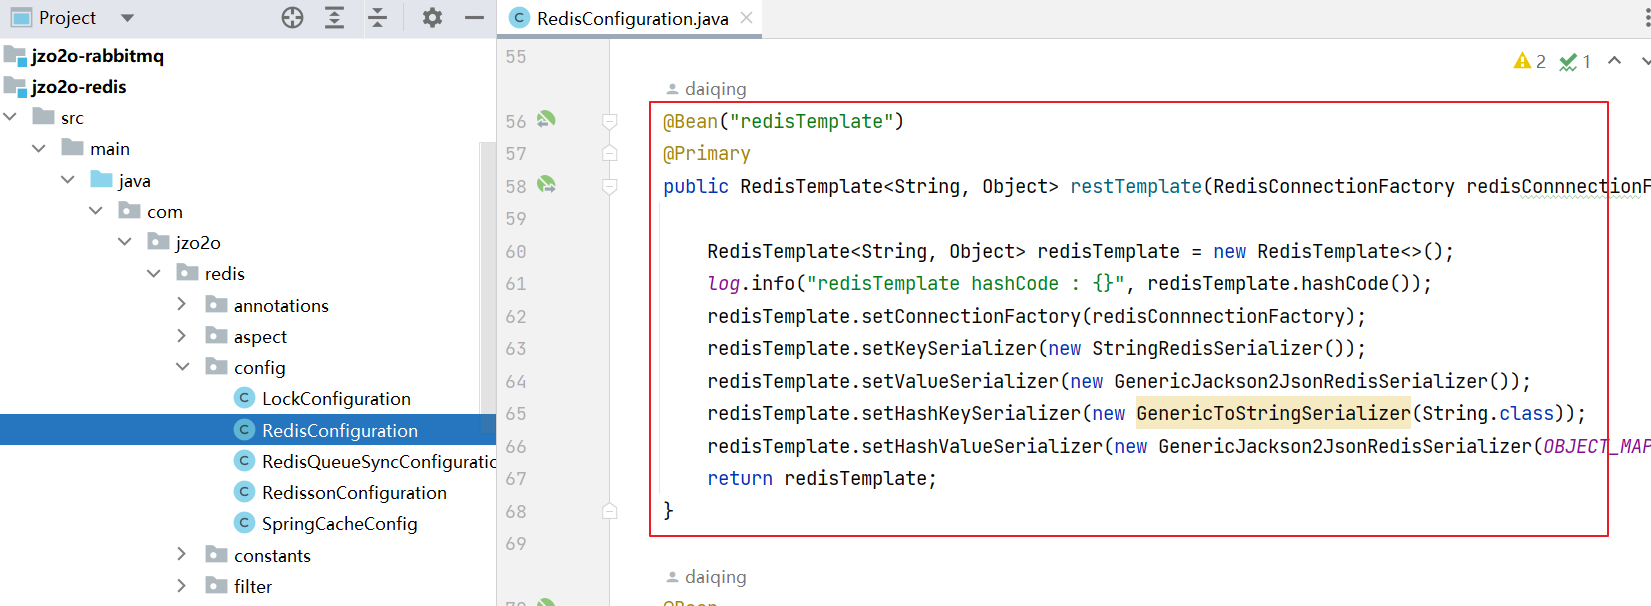 Project
RedisConfiguration.java
jzo2o-rabbitmq
jzo2o-redis
src
main
java
com
jzo2o
redis
annotations
aspect
config
LockConfiguration
RedisConfiguration
RedisQueueSyncConfiguratio
RedissonConfiguration
SpringCacheConfig
constants
filter
2 1
55
daiqing
56 @Bean("redisTemplate")
57 @Primary
58 public RedisTemplate<String, Object> restTemplate(RedisConnectionFactory redisConnnectionF
59
60 RedisTemplate<String, Object> redisTemplate = new RedisTemplate<>();
61 log.info("redisTemplate hashCode : {}", redisTemplate.hashCode());
62 redisTemplate.setConnectionFactory(redisConnnectionFactory);
63 redisTemplate.setKeySerializer(new StringRedisSerializer());
64 redisTemplate.setValueSerializer(new GenericJackson2JsonRedisSerializer());
65 redisTemplate.setHashKeySerializer(new GenericToStringSerializer(String.class));
66 redisTemplate.setHashValueSerializer(new GenericJackson2JsonRedisSerializer(OBJECT_MAP
67 return redisTemplate;
68 }
69
daiqing
70 @Bean